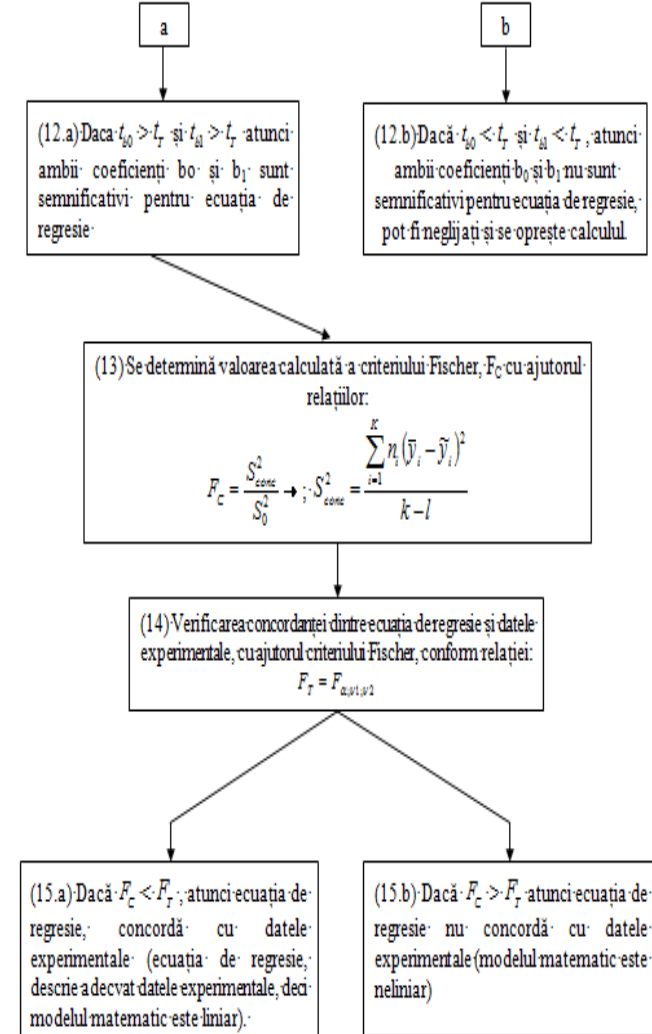 a
b
(12.a) Daca t_b0 > t_T și t_b1 > t_T atunci
ambii coeficienți bo și b₁ sunt
semnificativi pentru ecuația de
regresie
(12.b) Dacă t_b0 < t_T și t_b1 < t_T, atunci
ambii coeficienți b₀ și b₁ nu sunt
semnificativi pentru ecuația de regresie,
pot fi neglijați și se oprește calculul.
(13) Se determină valoarea calculată a criteriului Fischer, F_C cu ajutorul
relațiilor:
F_C = S²_conc / S²_0 → ; S²_conc = ∑_{i=1}^{K} n_i(ȳ_i − ỹ_i)² / k − l
(14) Verificarea concordanței dintre ecuația de regresie și datele
experimentale, cu ajutorul criteriului Fischer, conform relației:
F_T = F_α;ν1;ν2
(15.a) Dacă F_C < F_T, atunci ecuația de
regresie, concordă cu datele
experimentale (ecuația de regresie,
descrie adecvat datele experimentale, deci
modelul matematic este liniar).
(15.b) Dacă F_C > F_T atunci ecuația de
regresie nu concordă cu datele
experimentale (modelul matematic este
neliniar)